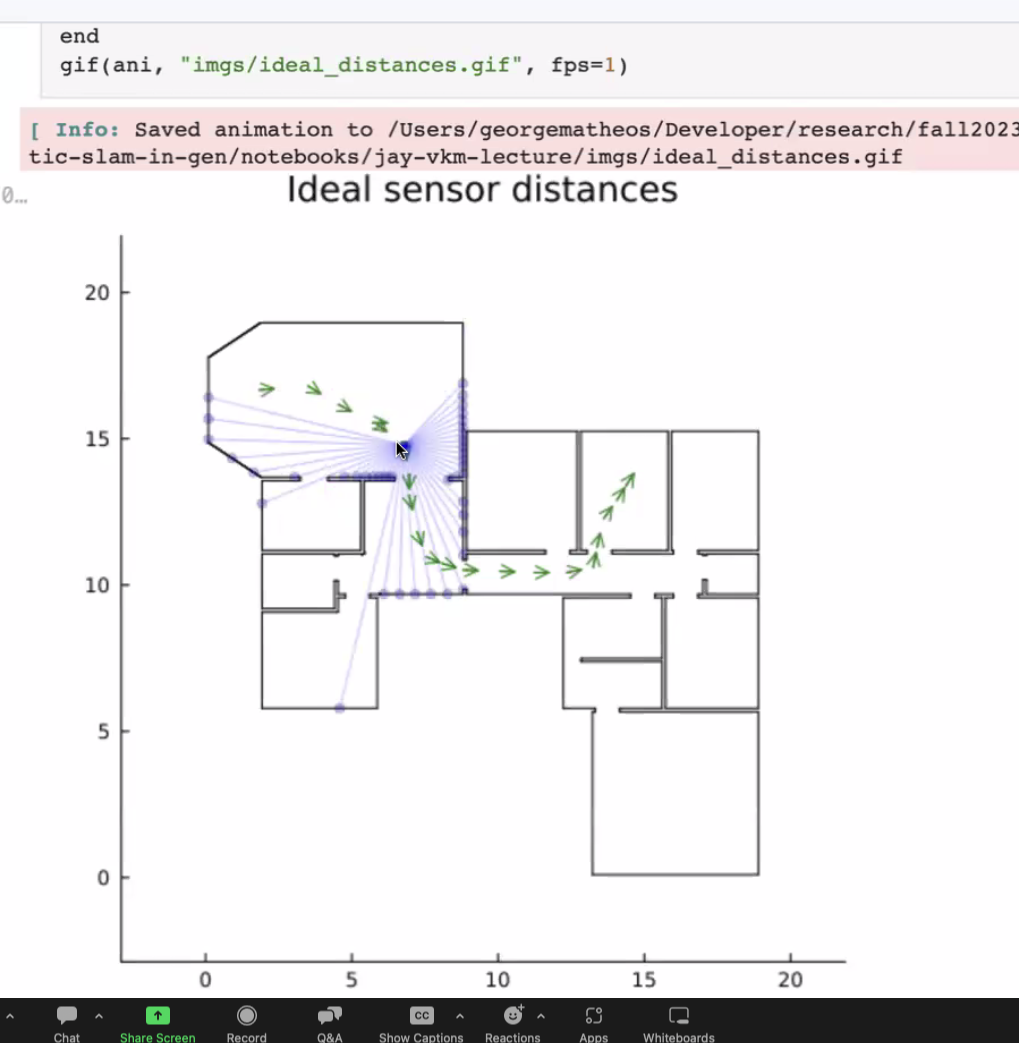 end
gif(ani, "imgs/ideal_distances.gif", fps=1)
[ Info: Saved animation to /Users/georgematheos/Developer/research/fall2023
tic-slam-in-gen/notebooks/jay-vkm-lecture/imgs/ideal_distances.gif
0…
Ideal sensor distances
20
15
10
5
0
0 5 10 15 20
CC
Chat Share Screen Record Q&A Show Captions Reactions Apps Whiteboards